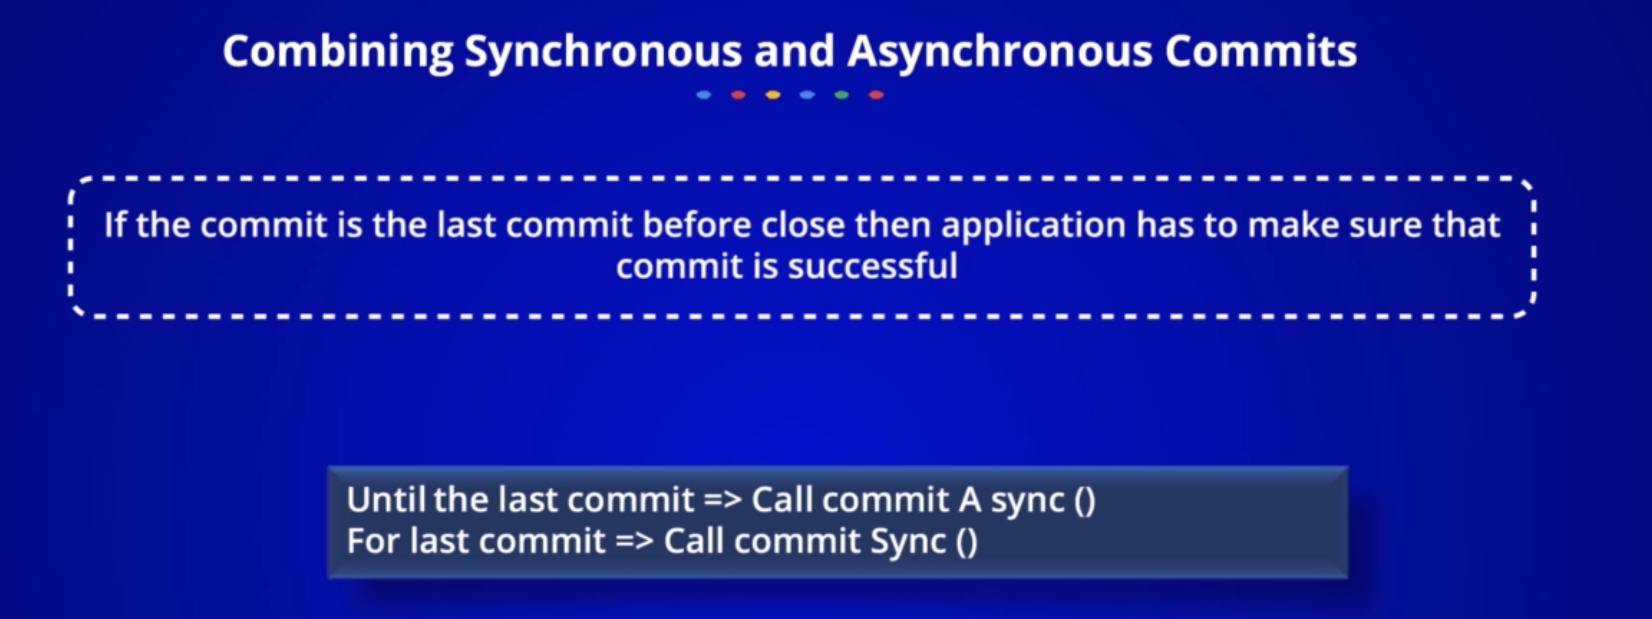 Combining Synchronous and Asynchronous Commits
If the commit is the last commit before close then application has to make sure that
commit is successful
Until the last commit => Call commit A sync ()
For last commit => Call commit Sync ()